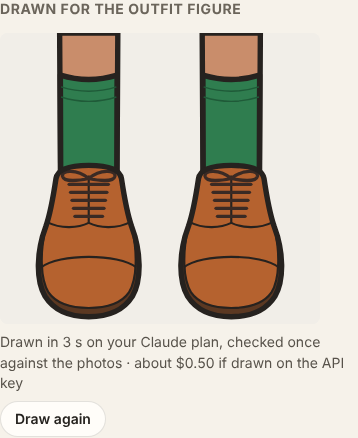 DRAWN FOR THE OUTFIT FIGURE
Drawn in 3 s on your Claude plan, checked once
against the photos · about $0.50 if drawn on the API
key
Draw again